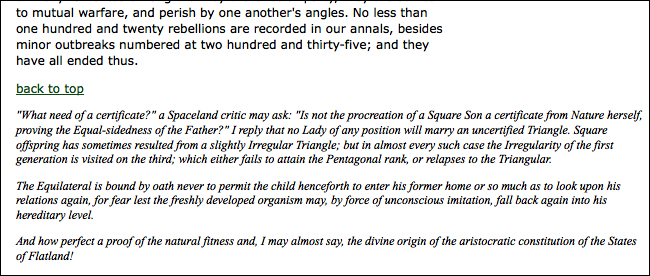 to mutual warfare, and perish by one another's angles. No less than
one hundred and twenty rebellions are recorded in our annals, besides
minor outbreaks numbered at two hundred and thirty-five; and they
have all ended thus.
back to top
"What need of a certificate?" a Spaceland critic may ask: "Is not the procreation of a Square Son a certificate from Nature herself,
proving the Equal-sidedness of the Father?" I reply that no Lady of any position will marry an uncertified Triangle. Square
offspring has sometimes resulted from a slightly Irregular Triangle; but in almost every such case the Irregularity of the first
generation is visited on the third; which either fails to attain the Pentagonal rank, or relapses to the Triangular.
The Equilateral is bound by oath never to permit the child henceforth to enter his former home or so much as to look upon his
relations again, for fear lest the freshly developed organism may, by force of unconscious imitation, fall back again into his
hereditary level.
And how perfect a proof of the natural fitness and, I may almost say, the divine origin of the aristocratic constitution of the States
of Flatland!